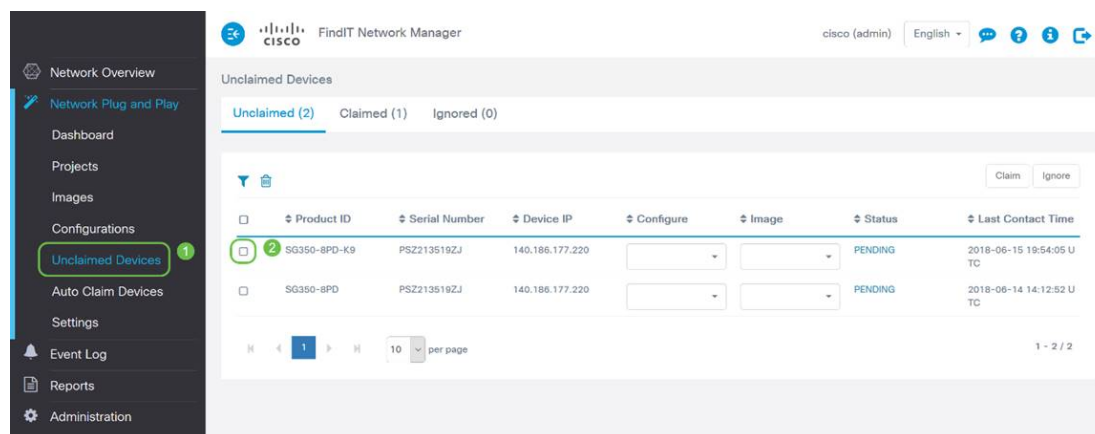 CISCO FindIT Network Manager cisco (admin) English
Network Overview
Network Plug and Play
Dashboard
Projects
Images
Configurations
Unclaimed Devices 1
Auto Claim Devices
Settings
Event Log
Reports
Administration
Unclaimed Devices
Unclaimed (2) Claimed (1) Ignored (0)
Claim Ignore
Product ID Serial Number Device IP Configure Image Status Last Contact Time
2 SG350-8PD-K9 PSZ213519ZJ 140.186.177.220 PENDING 2018-06-15 19:54:05 U
TC
SG350-8PD PSZ213519ZJ 140.186.177.220 PENDING 2018-06-14 14:12:52 U
TC
1 10 per page 1 - 2 / 2